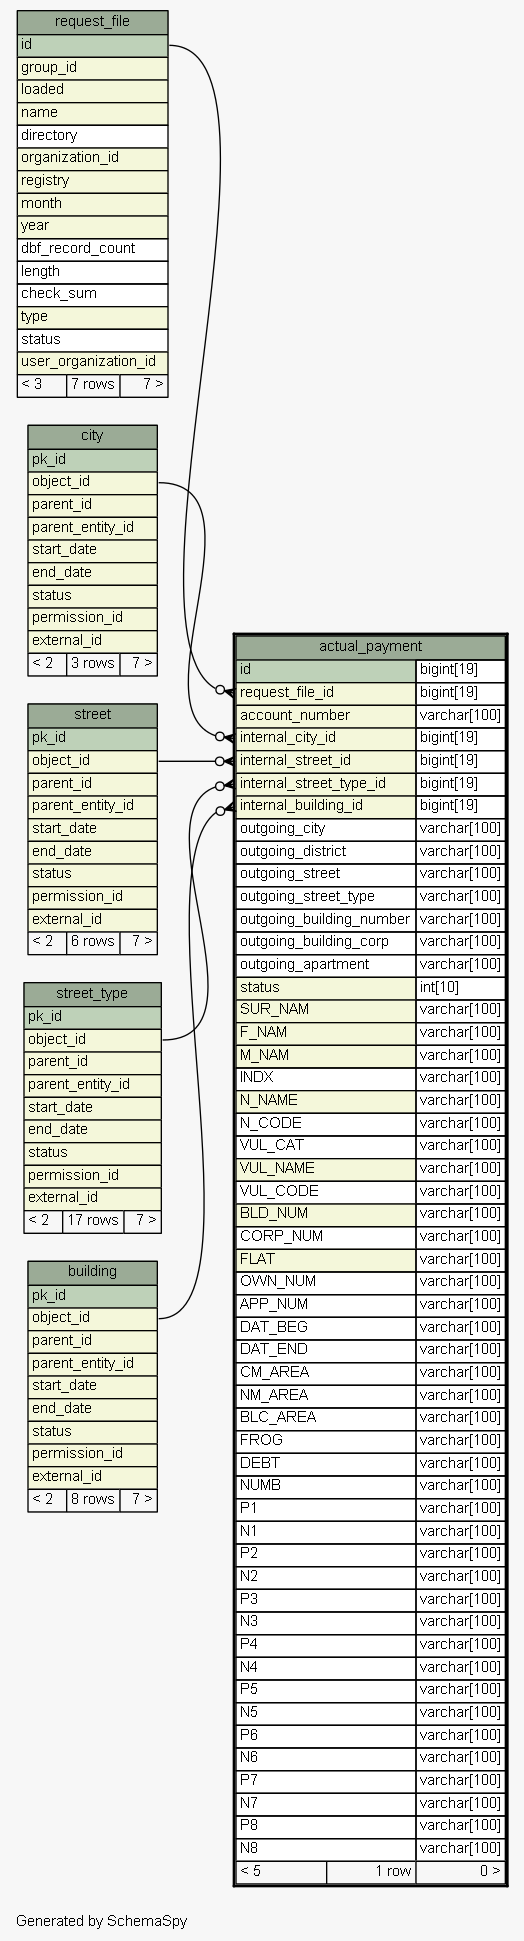 request_file
id
group_id
loaded
name
directory
organization_id
registry
month
year
dbf_record_count
length
check_sum
type
status
user_organization_id
< 3 7 rows 7 >
city
pk_id
object_id
parent_id
parent_entity_id
start_date
end_date
status
permission_id
external_id
< 2 3 rows 7 >
street
pk_id
object_id
parent_id
parent_entity_id
start_date
end_date
status
permission_id
external_id
< 2 6 rows 7 >
street_type
pk_id
object_id
parent_id
parent_entity_id
start_date
end_date
status
permission_id
external_id
< 2 17 rows 7 >
building
pk_id
object_id
parent_id
parent_entity_id
start_date
end_date
status
permission_id
external_id
< 2 8 rows 7 >
actual_payment
id bigint[19]
request_file_id bigint[19]
account_number varchar[100]
internal_city_id bigint[19]
internal_street_id bigint[19]
internal_street_type_id bigint[19]
internal_building_id bigint[19]
outgoing_city varchar[100]
outgoing_district varchar[100]
outgoing_street varchar[100]
outgoing_street_type varchar[100]
outgoing_building_number varchar[100]
outgoing_building_corp varchar[100]
outgoing_apartment varchar[100]
status int[10]
SUR_NAM varchar[100]
F_NAM varchar[100]
M_NAM varchar[100]
INDX varchar[100]
N_NAME varchar[100]
N_CODE varchar[100]
VUL_CAT varchar[100]
VUL_NAME varchar[100]
VUL_CODE varchar[100]
BLD_NUM varchar[100]
CORP_NUM varchar[100]
FLAT varchar[100]
OWN_NUM varchar[100]
APP_NUM varchar[100]
DAT_BEG varchar[100]
DAT_END varchar[100]
CM_AREA varchar[100]
NM_AREA varchar[100]
BLC_AREA varchar[100]
FROG varchar[100]
DEBT varchar[100]
NUMB varchar[100]
P1 varchar[100]
N1 varchar[100]
P2 varchar[100]
N2 varchar[100]
P3 varchar[100]
N3 varchar[100]
P4 varchar[100]
N4 varchar[100]
P5 varchar[100]
N5 varchar[100]
P6 varchar[100]
N6 varchar[100]
P7 varchar[100]
N7 varchar[100]
P8 varchar[100]
N8 varchar[100]
< 5 1 row 0 >
Generated by SchemaSpy